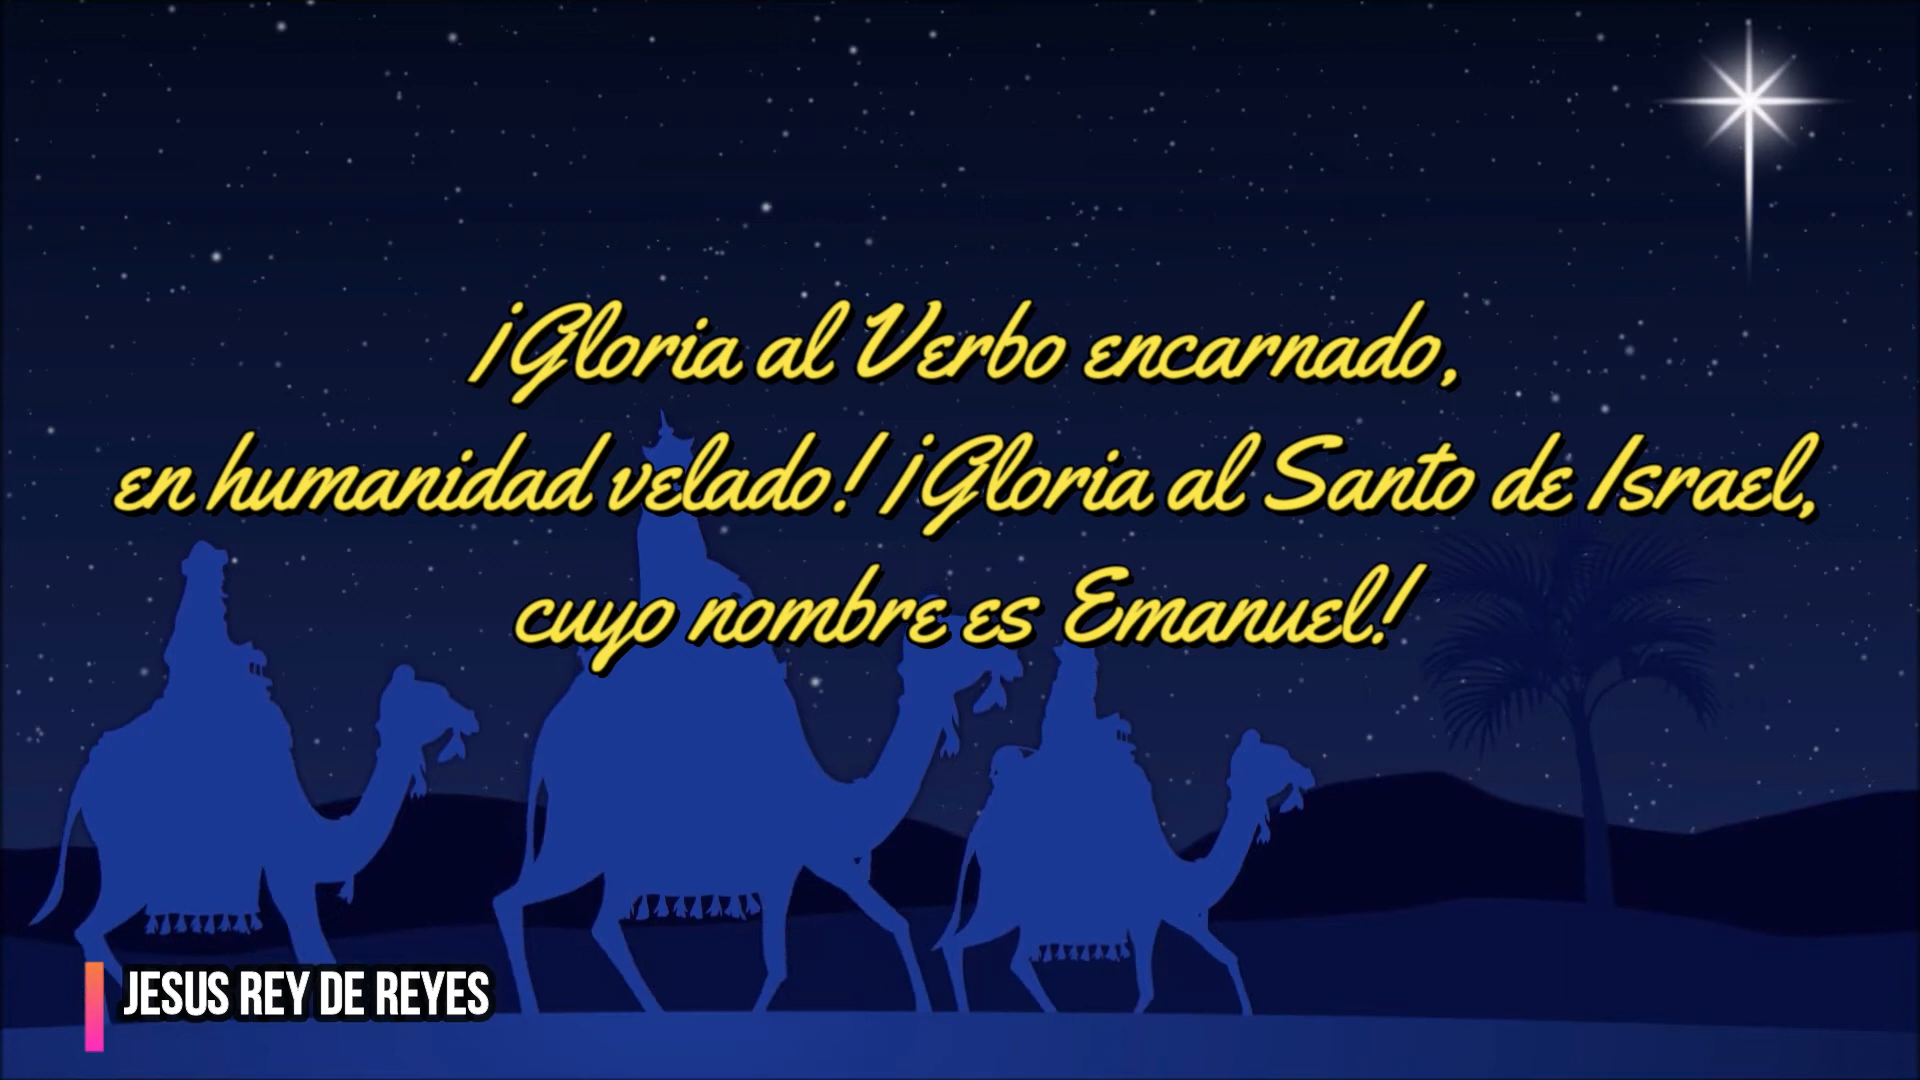 ¡Gloria al Verbo encarnado,
en humanidad velado! ¡Gloria al Santo de Israel,
cuyo nombre es Emanuel!
JESUS REY DE REYES